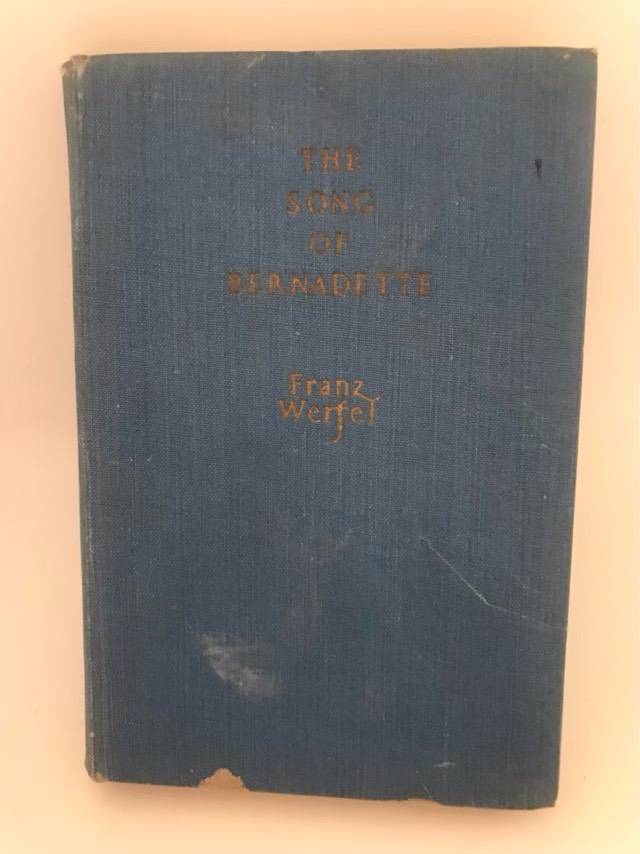 THE
SONG
OF
BERNADETTE
Franz
Werfel